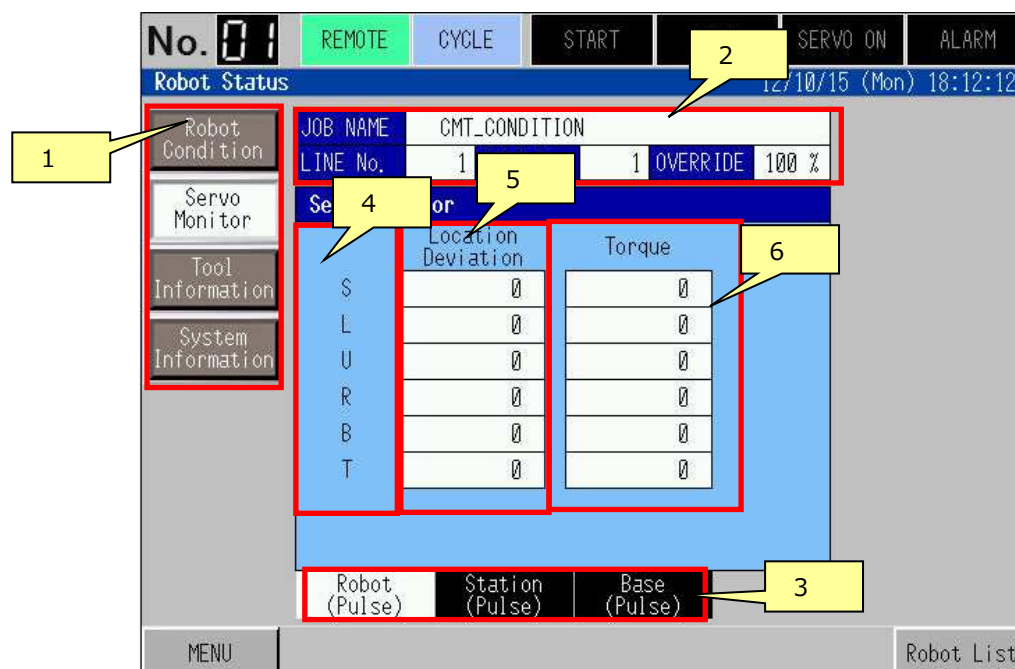 No. 01 REMOTE CYCLE START SERVO ON ALARM
Robot Status 12/10/15 (Mon) 18:12:12
2
1
Robot
Condition
Servo
Monitor
Tool
Information
System
Information
JOB NAME CMT_CONDITION
LINE No. 1 1 OVERRIDE 100 %
5
4
6
Se or
Location
Deviation
Torque
S 0 0
L 0 0
U 0 0
R 0 0
B 0 0
T 0 0
Robot
(Pulse)
Station
(Pulse)
Base
(Pulse)
3
MENU Robot List